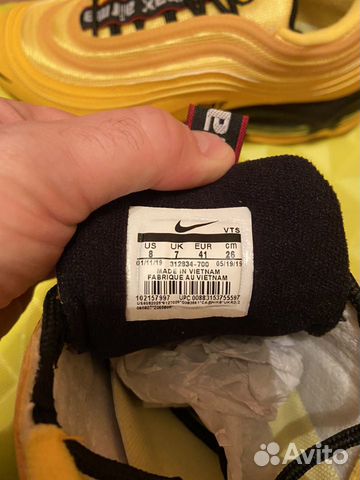 VTS
US UK EUR cm
8 7 41 26
01/11/19 312834-700 05/19/19
MADE IN VIETNAM
FABRIQUE AU VIETNAM
102157997 UPC 00883153755597
Avito